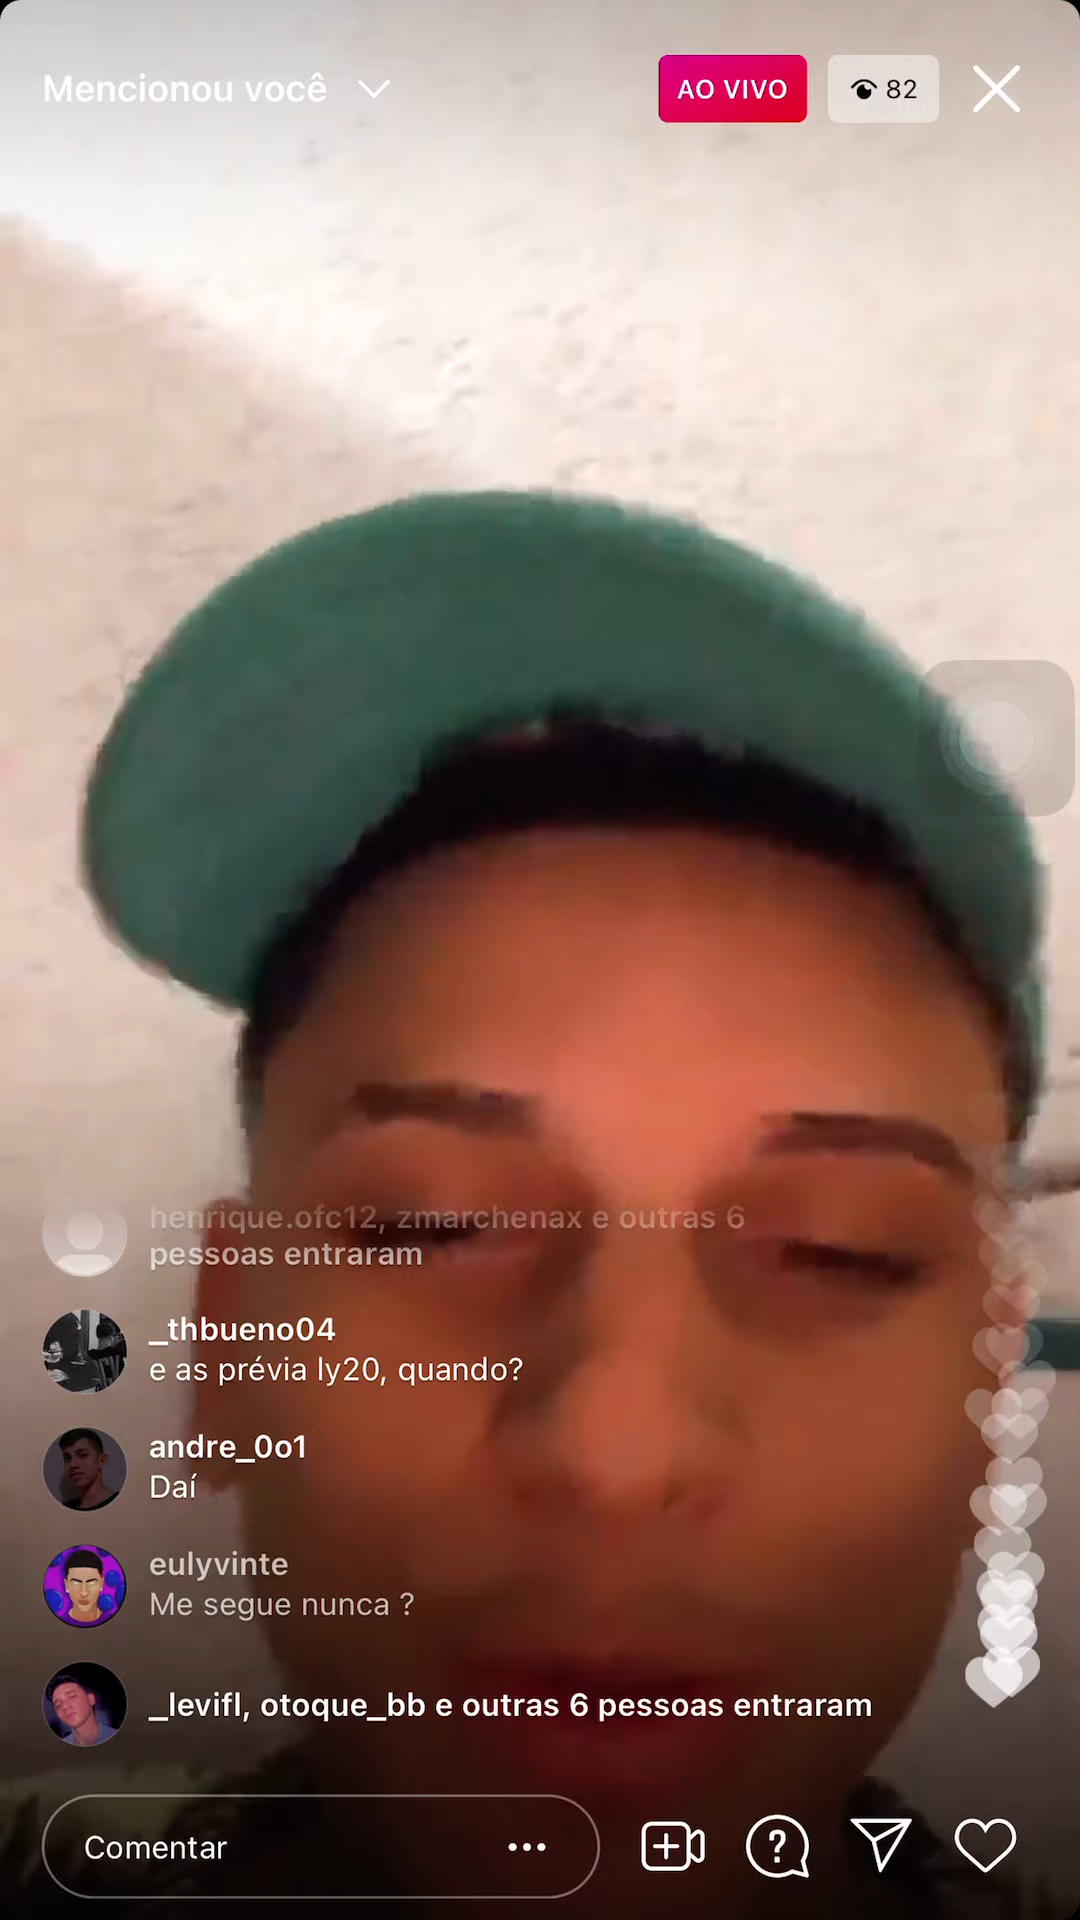 Mencionou você
AO VIVO
82
henrique.ofc12, zmarchenax e outras 6
pessoas entraram
_thbueno04
e as prévia ly20, quando?
andre_0o1
Daí
eulyvinte
Me segue nunca ?
_levifl, otoque_bb e outras 6 pessoas entraram
Comentar